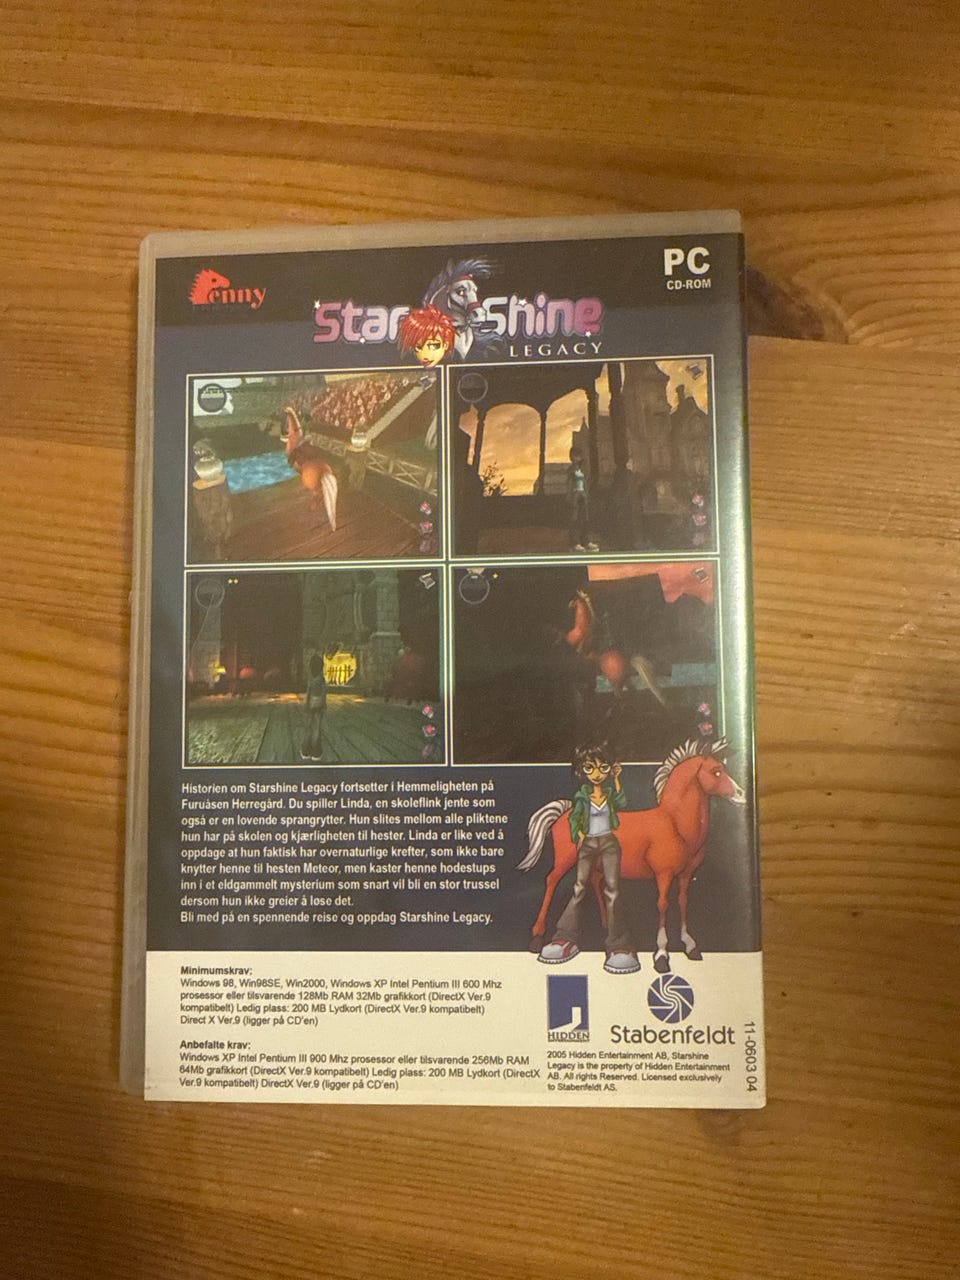 Penny
PC
CD-ROM
StarShine
LEGACY
Historien om Starshine Legacy fortsetter i Hemmeligheten på
Furuåsen Herregård. Du spiller Linda, en skoleflink jente som
også er en lovende sprangrytter. Hun slites mellom alle pliktene
hun har på skolen og kjærligheten til hester. Linda er like ved å
oppdage at hun faktisk har overnaturlige krefter, som ikke bare
knytter henne til hesten Meteor, men kaster henne hodestups
inn i et eldgammelt mysterium som snart vil bli en stor trussel
dersom hun ikke greier å løse det.
Bli med på en spennende reise og oppdag Starshine Legacy.
Minimumskrav:
Windows 98, Win98SE, Win2000, Windows XP Intel Pentium III 600 Mhz
prosessor eller tilsvarende 128Mb RAM 32Mb grafikkort (DirectX Ver.9
kompatibelt) Ledig plass: 200 MB Lydkort (DirectX Ver.9 kompatibelt)
Direct X Ver.9 (ligger på CD'en)
Anbefalte krav:
Windows XP Intel Pentium III 900 Mhz prosessor eller tilsvarende 256Mb RAM
64Mb grafikkort (DirectX Ver.9 kompatibelt) Ledig plass: 200 MB Lydkort (DirectX
Ver.9 kompatibelt) DirectX Ver.9 (ligger på CD'en)
HIDDEN
ENTERTAINMENT
Stabenfeldt
2005 Hidden Entertainment AB, Starshine
Legacy is the property of Hidden Entertainment
AB. All rights Reserved. Licensed exclusively
to Stabenfeldt AS.
11-0603 04